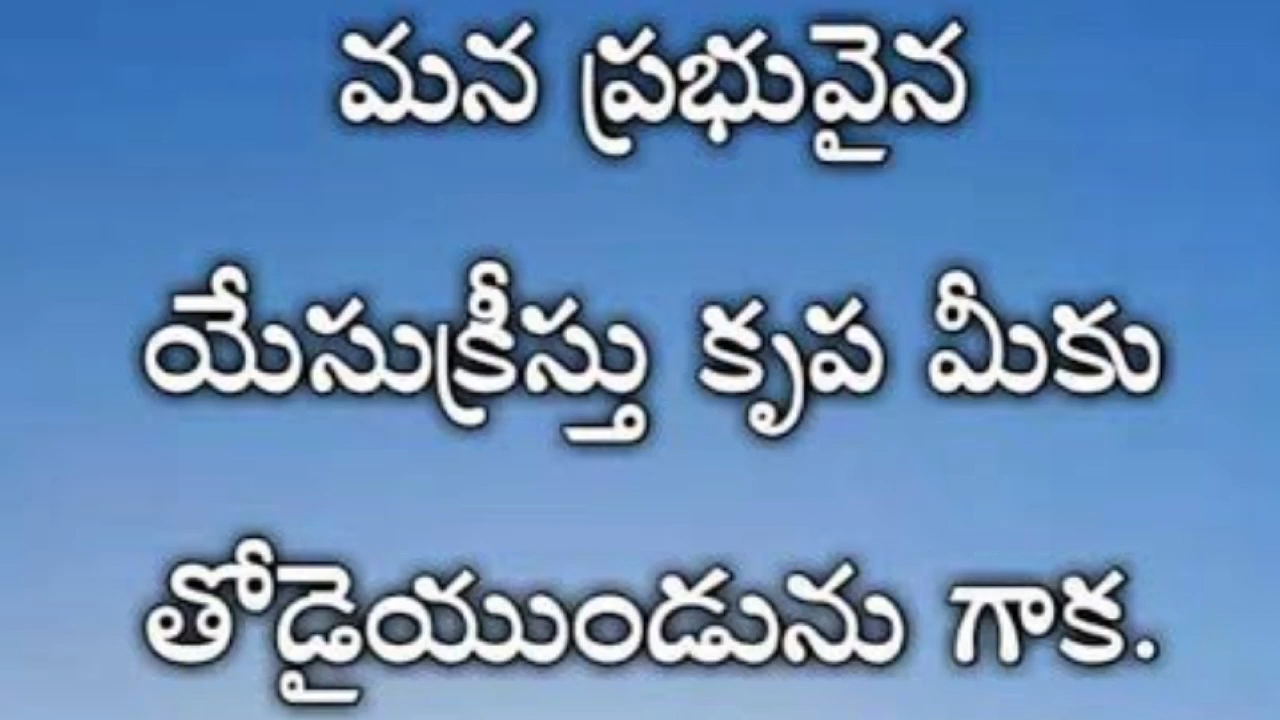 మన ప్రభువైన
యేసుక్రీస్తు కృప మీకు
తోడైయుండును గాక.